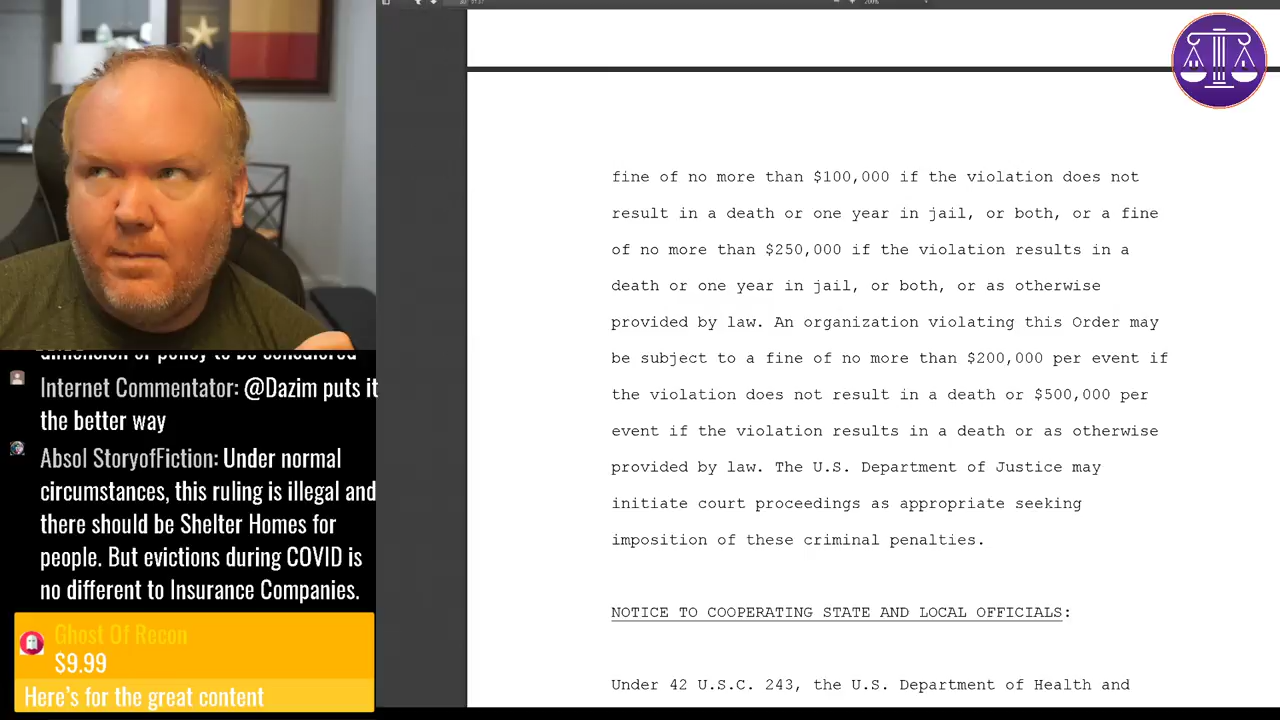 200%
fine of no more than $100,000 if the violation does not
result in a death or one year in jail, or both, or a fine
of no more than $250,000 if the violation results in a
death or one year in jail, or both, or as otherwise
provided by law. An organization violating this Order may
be subject to a fine of no more than $200,000 per event if
the violation does not result in a death or $500,000 per
event if the violation results in a death or as otherwise
provided by law. The U.S. Department of Justice may
initiate court proceedings as appropriate seeking
imposition of these criminal penalties.
NOTICE TO COOPERATING STATE AND LOCAL OFFICIALS:
Under 42 U.S.C. 243, the U.S. Department of Health and
dimension of policy to be considered
Internet Commentator: @Dazim puts it
the better way
Absol StoryofFiction: Under normal
circumstances, this ruling is illegal and
there should be Shelter Homes for
people. But evictions during COVID is
no different to Insurance Companies.
Ghost Of Recon
$9.99
Here's for the great content